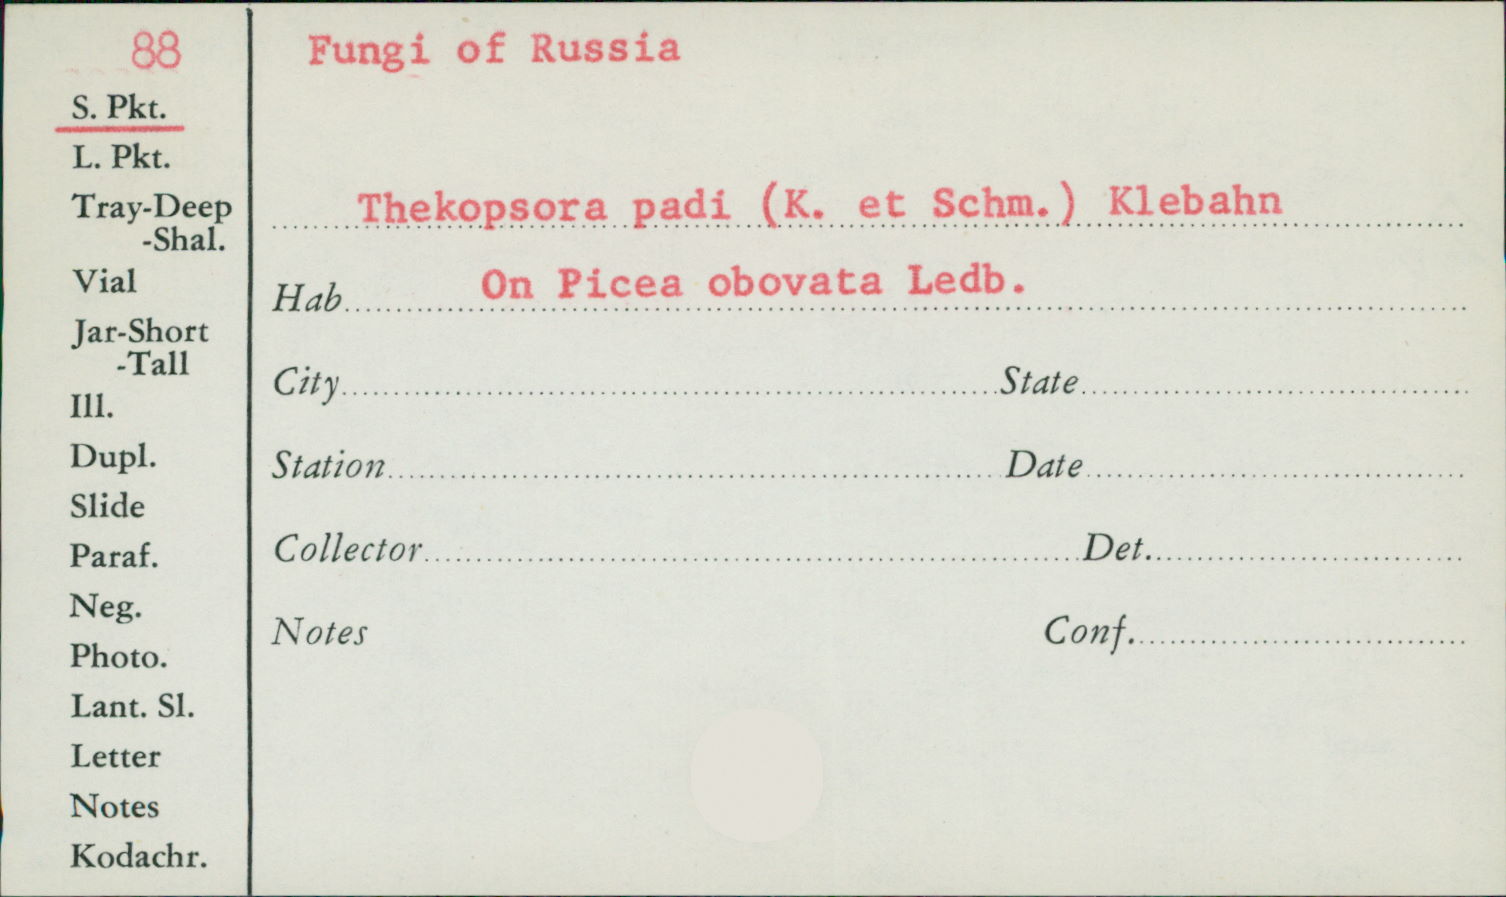 88
S. Pkt.
L. Pkt.
Tray-Deep
-Shal.
Vial
Jar-Short
-Tall
Ill.
Dupl.
Slide
Paraf.
Neg.
Photo.
Lant. Sl.
Letter
Notes
Kodachr.
Fungi of Russia
Thekopsora padi (K. et Schm.) Klebahn
Hab. On Picea obovata Ledb.
City State
Station Date
Collector Det.
Notes Conf.